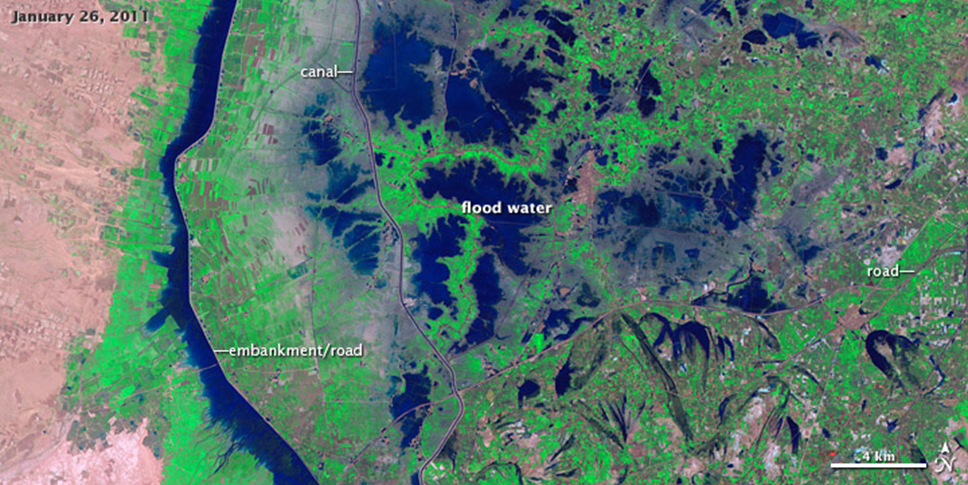 January 26, 2011
canal
flood water
road
embankment/road
4 km
N